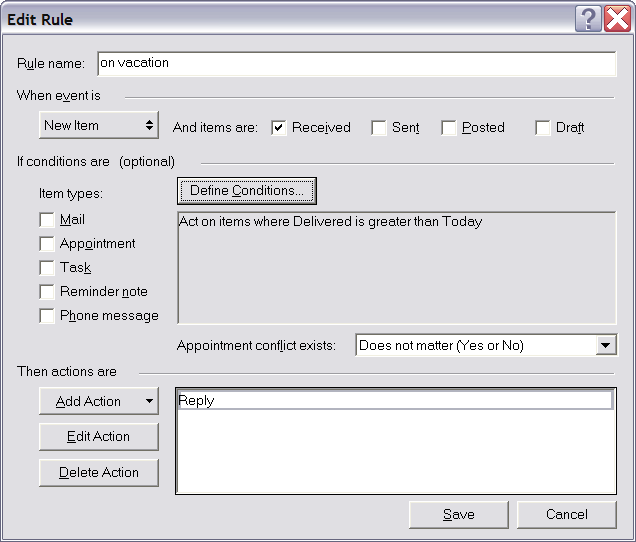 Edit Rule
Rule name: on vacation
When event is
New Item And items are: Received Sent Posted Draft
If conditions are (optional)
Item types: Define Conditions...
Mail Act on items where Delivered is greater than Today
Appointment
Task
Reminder note
Phone message
Appointment conflict exists: Does not matter (Yes or No)
Then actions are
Add Action Reply
Edit Action
Delete Action
Save Cancel